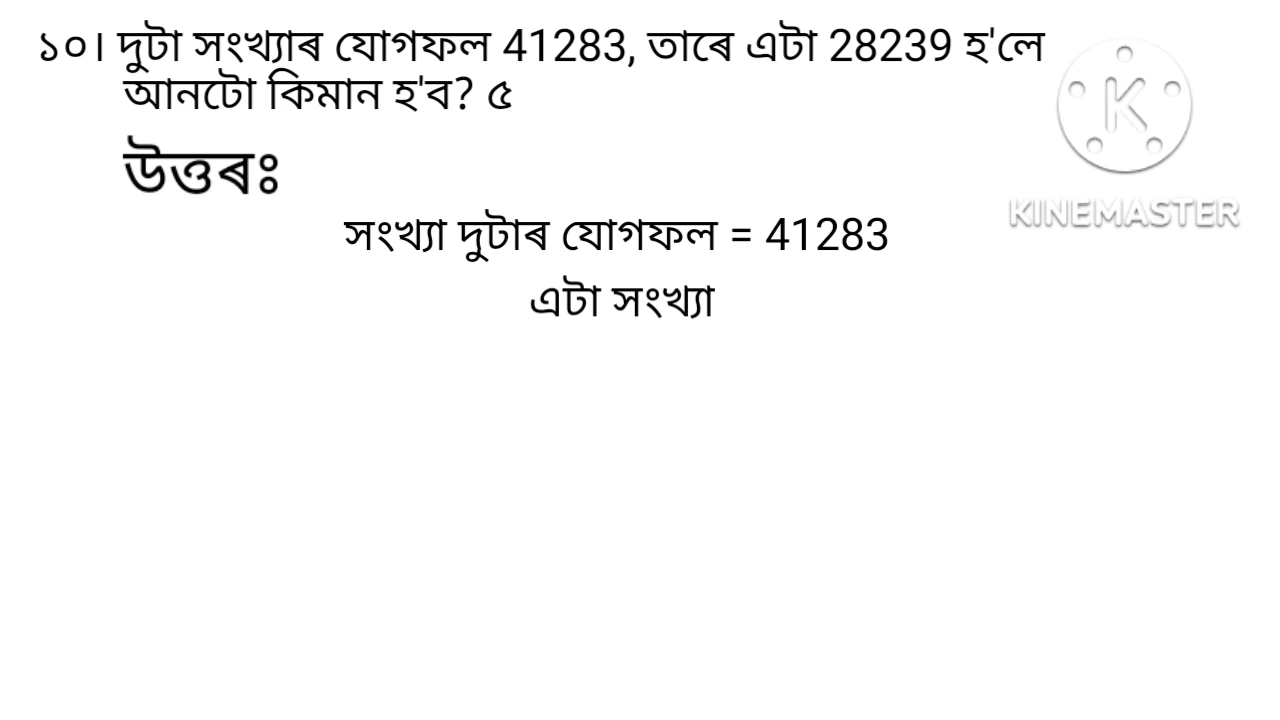 ১০। দুটা সংখ্যাৰ যোগফল 41283, তাৰে এটা 28239 হ'লে
আনটো কিমান হ'ব? ৫
উত্তৰঃ
সংখ্যা দুটাৰ যোগফল = 41283
এটা সংখ্যা
K
KINEMASTER